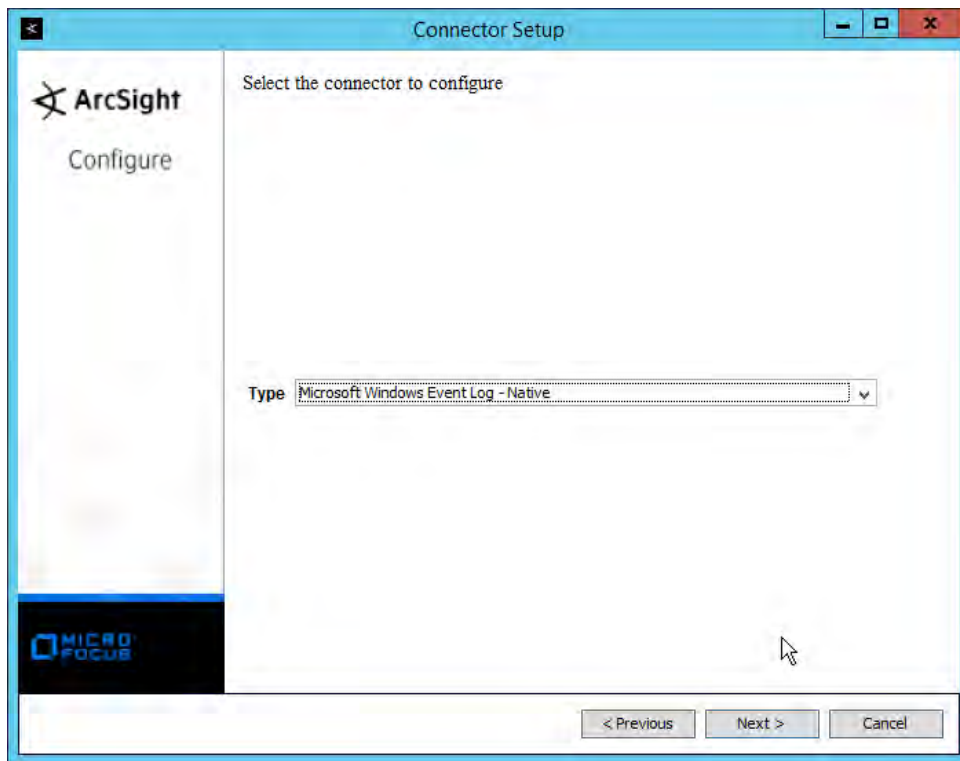 Connector Setup
ArcSight
Configure
Select the connector to configure
Type Microsoft Windows Event Log - Native
MICRO
FOCUS
< Previous Next > Cancel